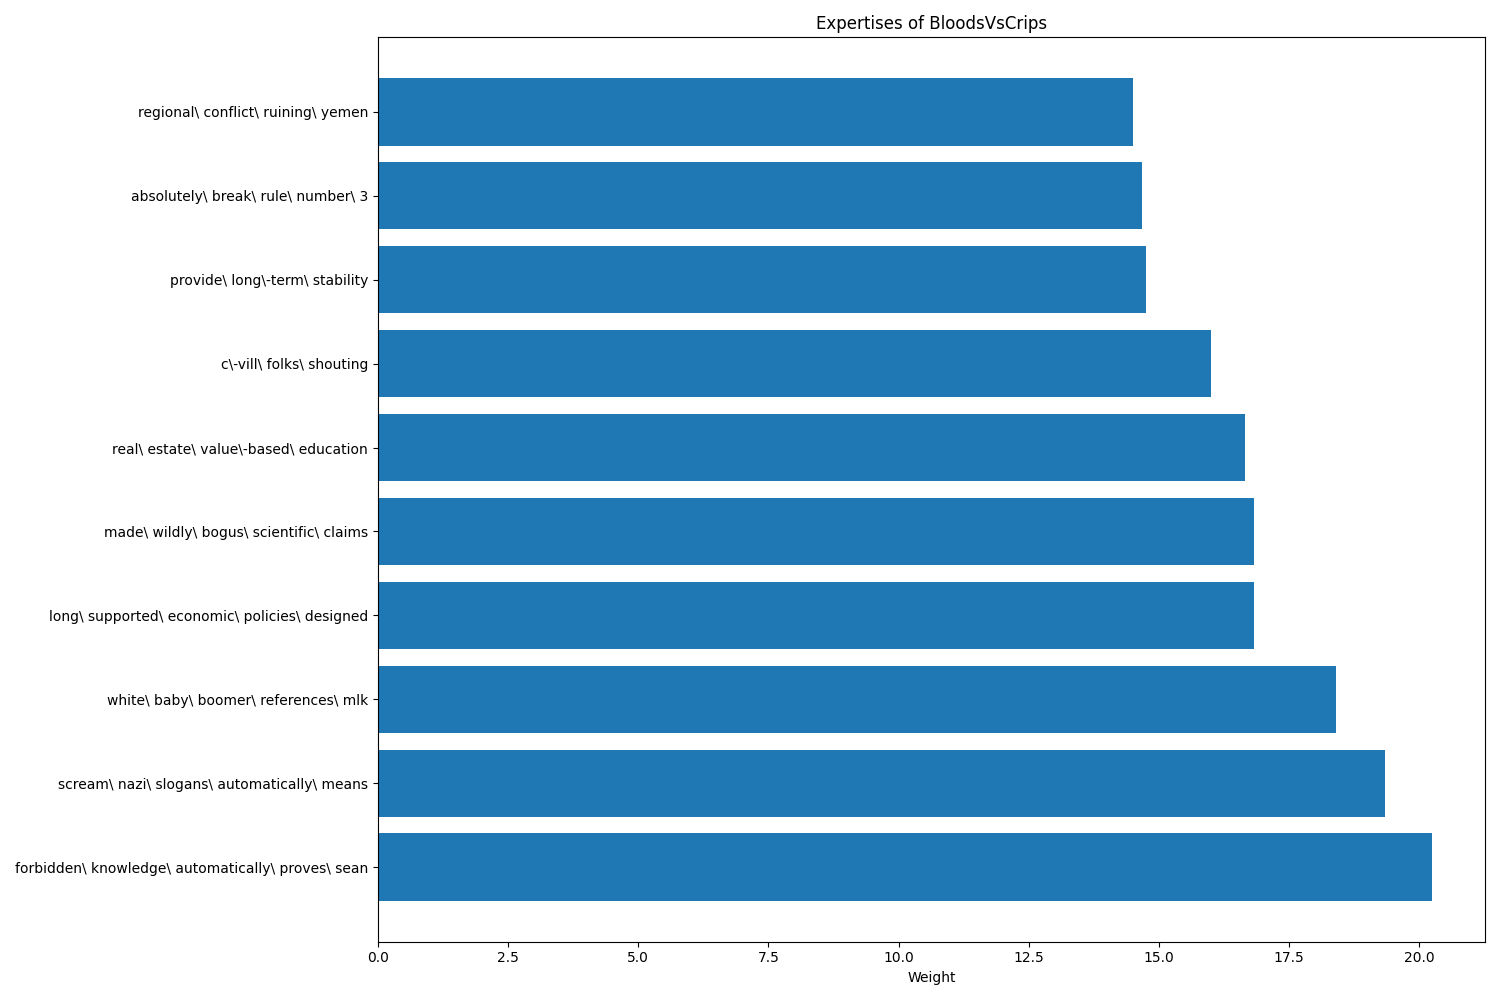 Expertises of BloodsVsCrips
regional\ conflict\ ruining\ yemen
absolutely\ break\ rule\ number\ 3
provide\ long\-term\ stability
c\-vill\ folks\ shouting
real\ estate\ value\-based\ education
made\ wildly\ bogus\ scientific\ claims
long\ supported\ economic\ policies\ designed
white\ baby\ boomer\ references\ mlk
scream\ nazi\ slogans\ automatically\ means
forbidden\ knowledge\ automatically\ proves\ sean
0.0 2.5 5.0 7.5 10.0 12.5 15.0 17.5 20.0
Weight